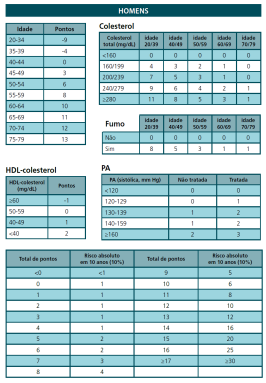 HOMENS
Idade Pontos
20-34 -9
35-39 -4
40-44 0
45-49 3
50-54 6
55-59 8
60-64 10
65-69 11
70-74 12
75-79 13
Colesterol
Colesterol total (mg/dL) idade 20/39 idade 40/49 idade 50/59 idade 60/69 idade 70/79
<160 0 0 0 0 0
160/199 4 3 2 1 0
200/239 7 5 3 1 0
240/279 9 6 4 2 1
≥280 11 8 5 3 1
Fumo
idade 20/39 idade 40/49 idade 50/59 idade 60/69 idade 70/79
Não 0 0 0 0 0
Sim 8 5 3 1 1
HDL-colesterol
HDL-colesterol (mg/dL) Pontos
≥60 -1
50-59 0
40-49 1
<40 2
PA
PA (sistólica, mm Hg) Não tratada Tratada
<120 0 0
120-129 0 1
130-139 1 2
140-159 1 2
≥160 2 3
Total de pontos Risco absoluto em 10 anos (10%) Total de pontos Risco absoluto em 10 anos (10%)
<0 <1 9 5
0 1 10 6
1 1 11 8
2 1 12 10
3 1 13 12
4 1 14 16
5 2 15 20
6 2 16 25
7 3 ≥17 ≥30
8 4